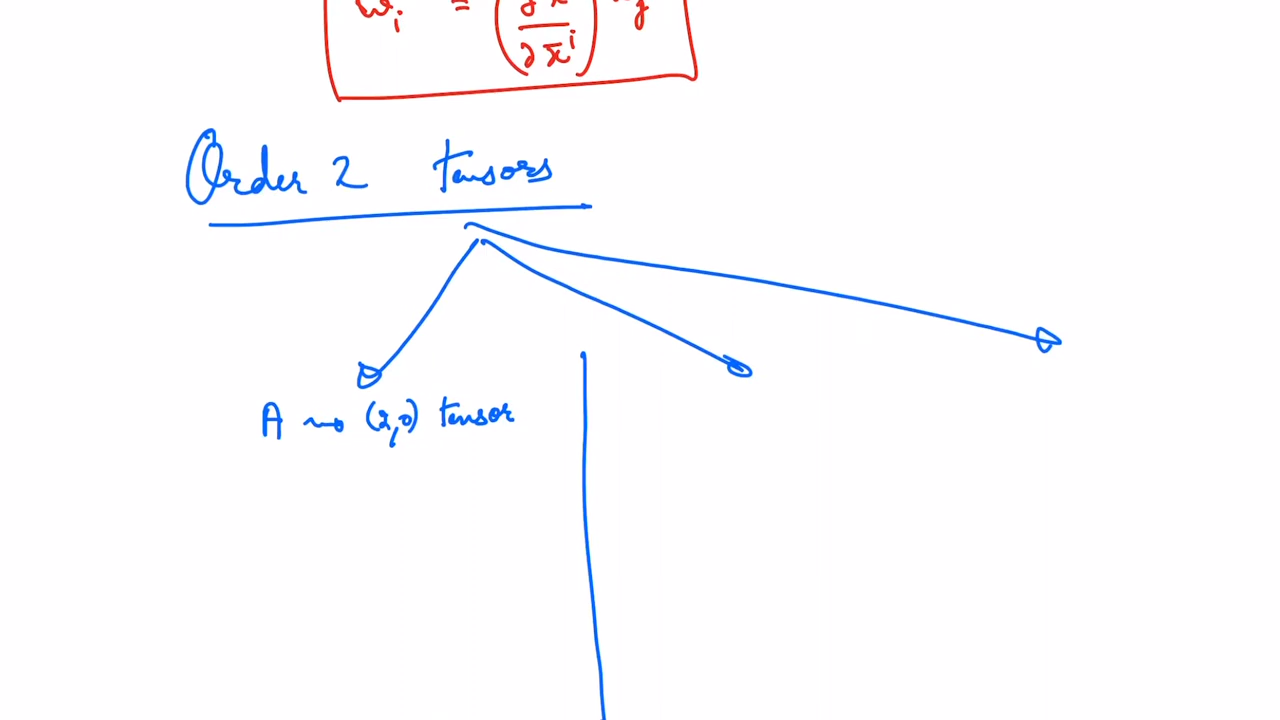 i = (∂x̄ⁱ)
Order 2 tensors
A ⇝ (2,0) tensor